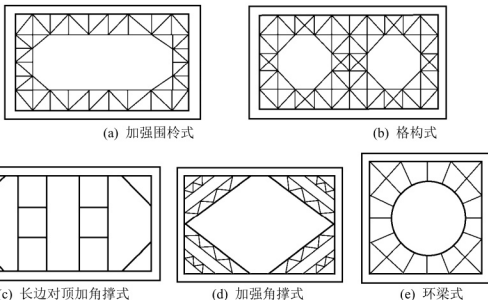 (a) 加强围柃式
(b) 格构式
(c) 长边对顶加角撑式
(d) 加强角撑式
(e) 环梁式